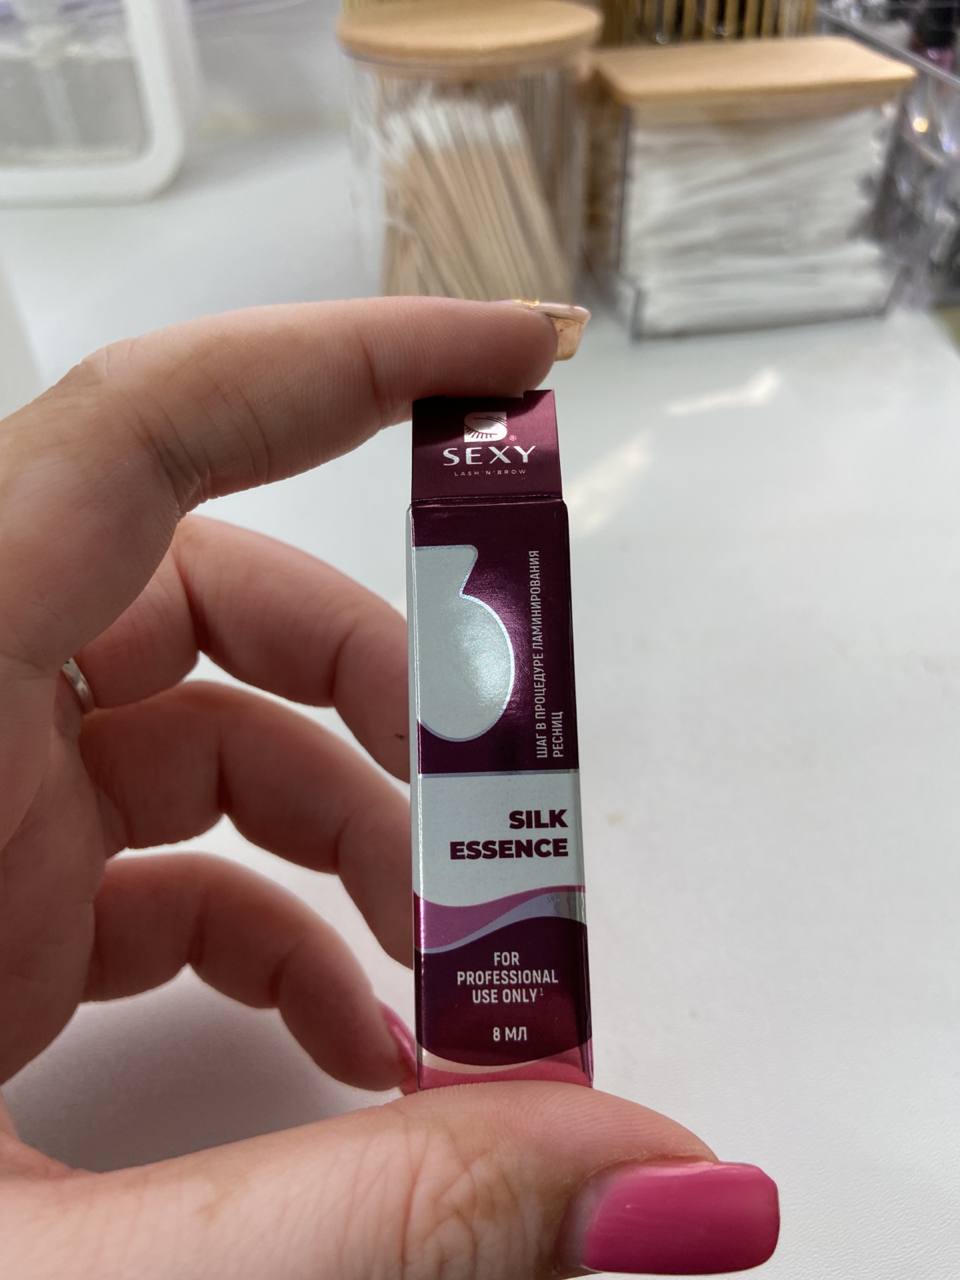 SEXY
LASH'N'BROW
3
ШАГ В ПРОЦЕДУРЕ ЛАМИНИРОВАНИЯ
РЕСНИЦ
SILK
ESSENCE
FOR
PROFESSIONAL
USE ONLY¹
8 МЛ